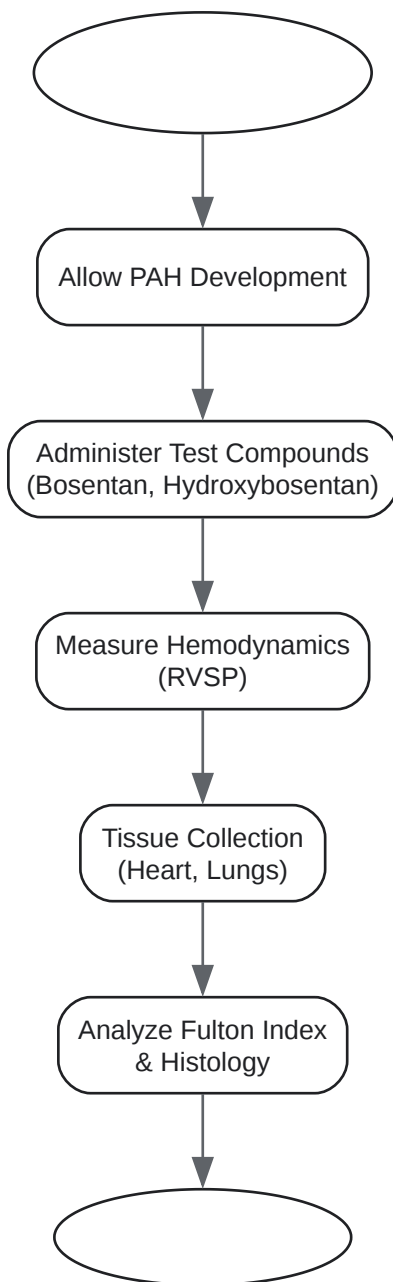 Allow PAH Development
Administer Test Compounds
(Bosentan, Hydroxybosentan)
Measure Hemodynamics
(RVSP)
Tissue Collection
(Heart, Lungs)
Analyze Fulton Index
& Histology